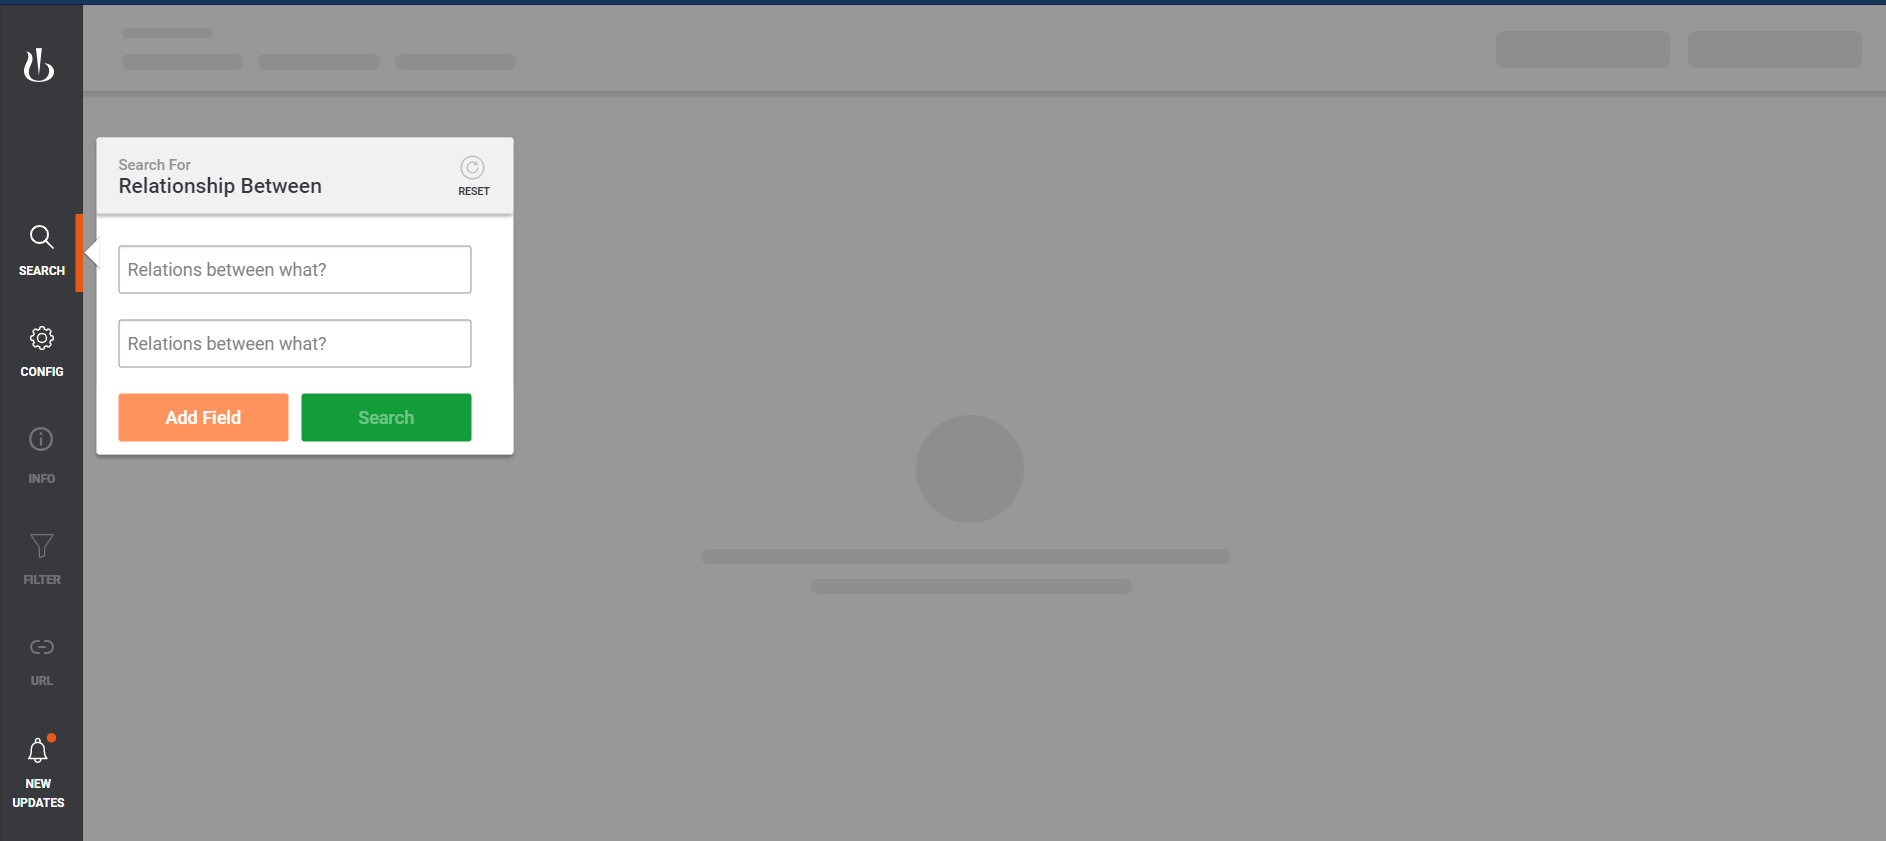 Search For
Relationship Between
RESET
Relations between what?
Relations between what?
Add Field
Search
SEARCH
CONFIG
INFO
FILTER
URL
NEW
UPDATES